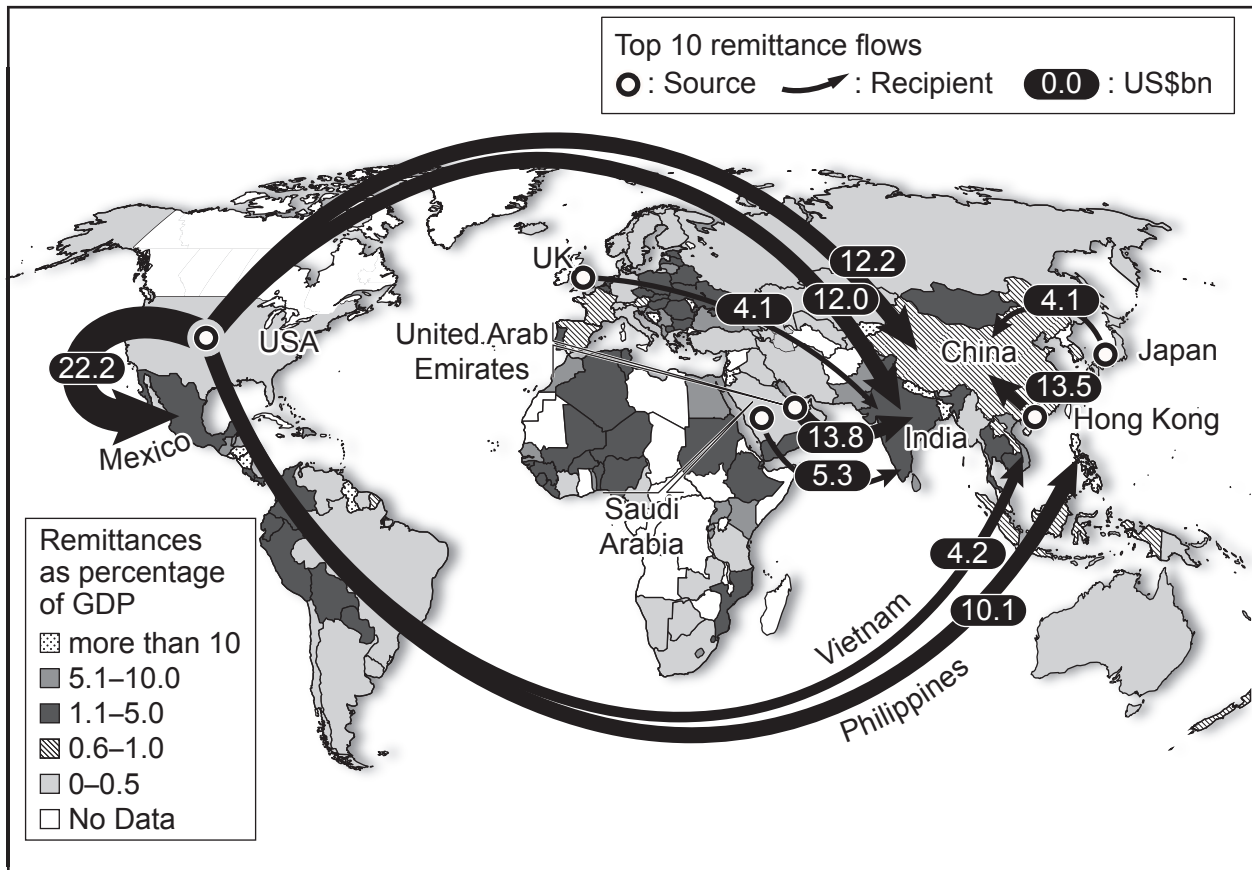 Top 10 remittance flows
: Source : Recipient 0.0 : US$bn
UK
12.2
12.0
4.1
4.1
USA
United.Arab
Emirates
China
Japan
22.2
13.5
Mexico
13.8
India
Hong Kong
5.3
Saudi
Arabia
4.2
10.1
Vietnam
Philippines
Remittances
as percentage
of GDP
more than 10
5.1–10.0
1.1–5.0
0.6–1.0
0–0.5
No Data